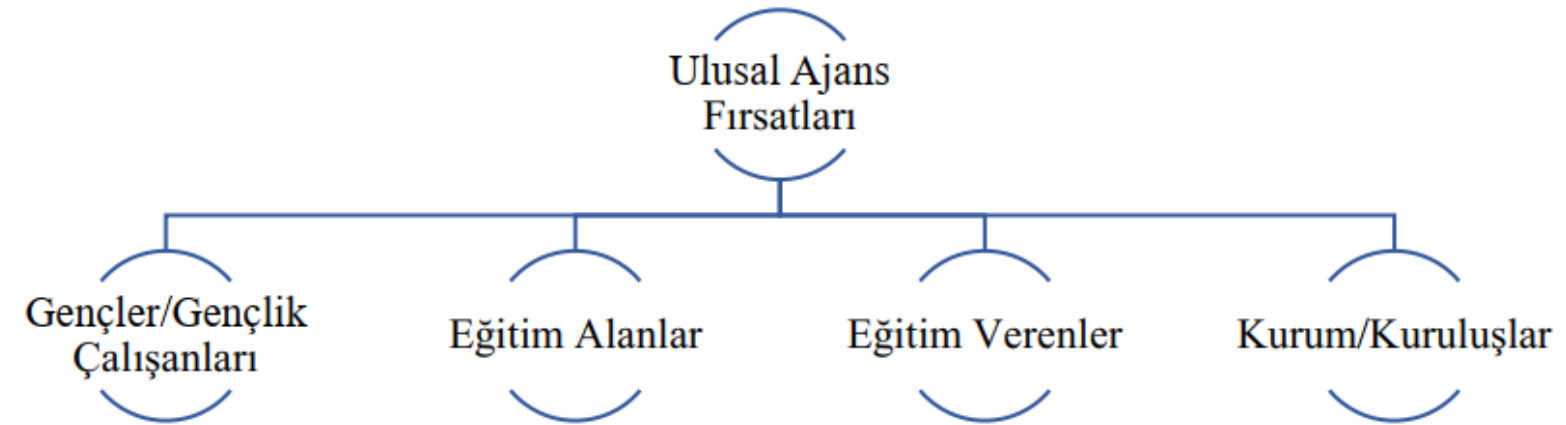 Ulusal Ajans
Fırsatları
Gençler/Gençlik
Çalışanları
Eğitim Alanlar
Eğitim Verenler
Kurum/Kuruluşlar